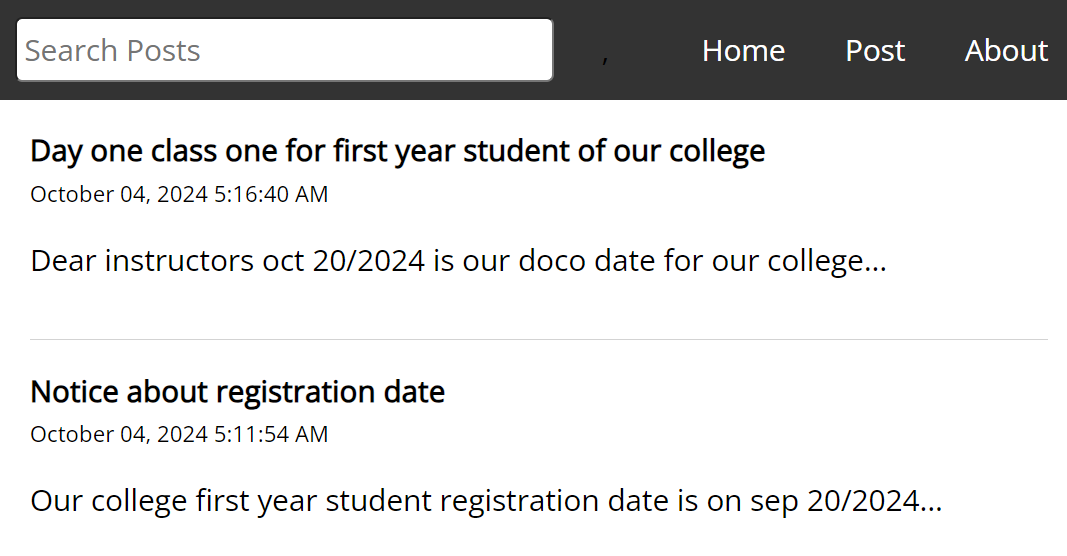 Search Posts , Home Post About
Day one class one for first year student of our college
October 04, 2024 5:16:40 AM
Dear instructors oct 20/2024 is our doco date for our college...
Notice about registration date
October 04, 2024 5:11:54 AM
Our college first year student registration date is on sep 20/2024...